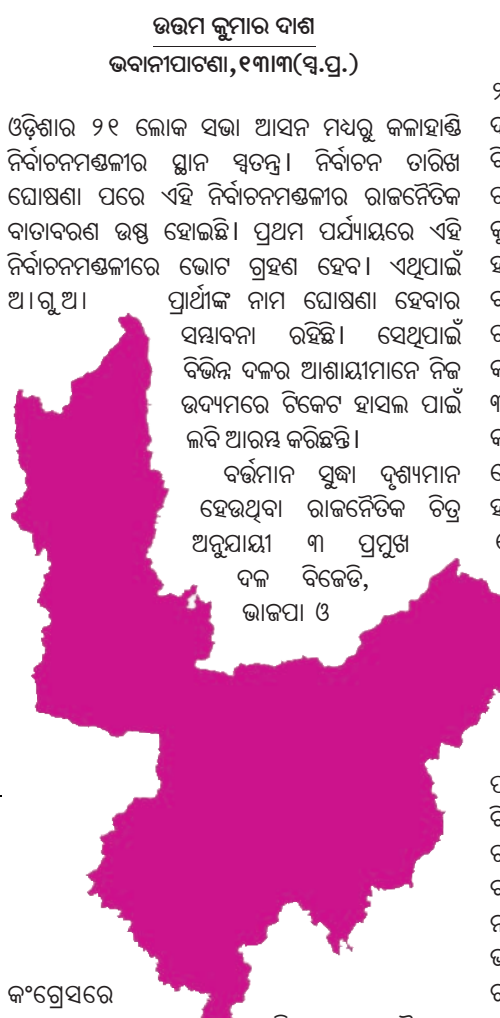 ଉତ୍ତମ କୁମାର ଦାଶ
ଭବାନୀପାଟଣା,୧୩।୩(ସ୍ୱ.ପ୍ର.)
ଓଡ଼ିଶାର ୨୧ ଲୋକ ସଭା ଆସନ ମଧ୍ୟରୁ କଳାହାଣ୍ଡି
ନିର୍ବାଚନମଣ୍ଡଳୀର ସ୍ଥାନ ସ୍ୱତନ୍ତ୍ର। ନିର୍ବାଚନ ତାରିଖ
ଘୋଷଣା ପରେ ଏହି ନିର୍ବାଚନମଣ୍ଡଳୀର ରାଜନୈତିକ
ବାତାବରଣ ଉଷ୍ଣ ହୋଇଛି। ପ୍ରଥମ ପର୍ଯ୍ୟାୟରେ ଏହି
ନିର୍ବାଚନମଣ୍ଡଳୀରେ ଭୋଟ ଗ୍ରହଣ ହେବ। ଏଥିପାଇଁ
ଆଗୁଆ ପ୍ରାର୍ଥୀଙ୍କ ନାମ ଘୋଷଣା ହେବାର
ସମ୍ଭାବନା ରହିଛି। ସେଥିପାଇଁ
ବିଭିନ୍ନ ଦଳର ଆଶାୟୀମାନେ ନିଜ
ଉଦ୍ୟମରେ ଟିକେଟ ହାସଲ ପାଇଁ
ଲବି ଆରମ୍ଭ କରିଛନ୍ତି।
ବର୍ତ୍ତମାନ ସୁଦ୍ଧା ଦୃଶ୍ୟମାନ
ହେଉଥିବା ରାଜନୈତିକ ଚିତ୍ର
ଅନୁଯାୟୀ ୩ ପ୍ରମୁଖ
ଦଳ ବିଜେଡି,
ଭାଜପା ଓ
କଂଗ୍ରେସରେ